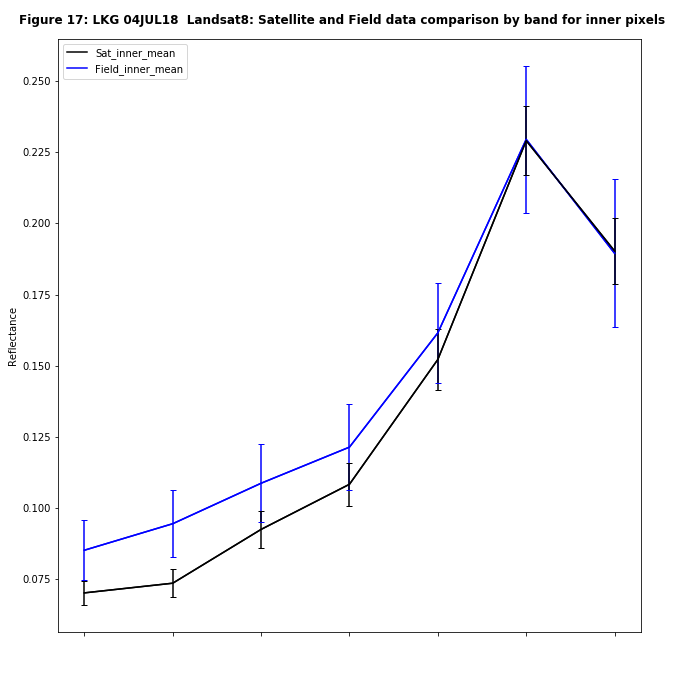 Figure 17: LKG 04JUL18  Landsat8: Satellite and Field data comparison by band for inner pixels
Sat_inner_mean
Field_inner_mean
0.250
0.225
0.200
0.175
0.150
0.125
0.100
0.075
Reflectance